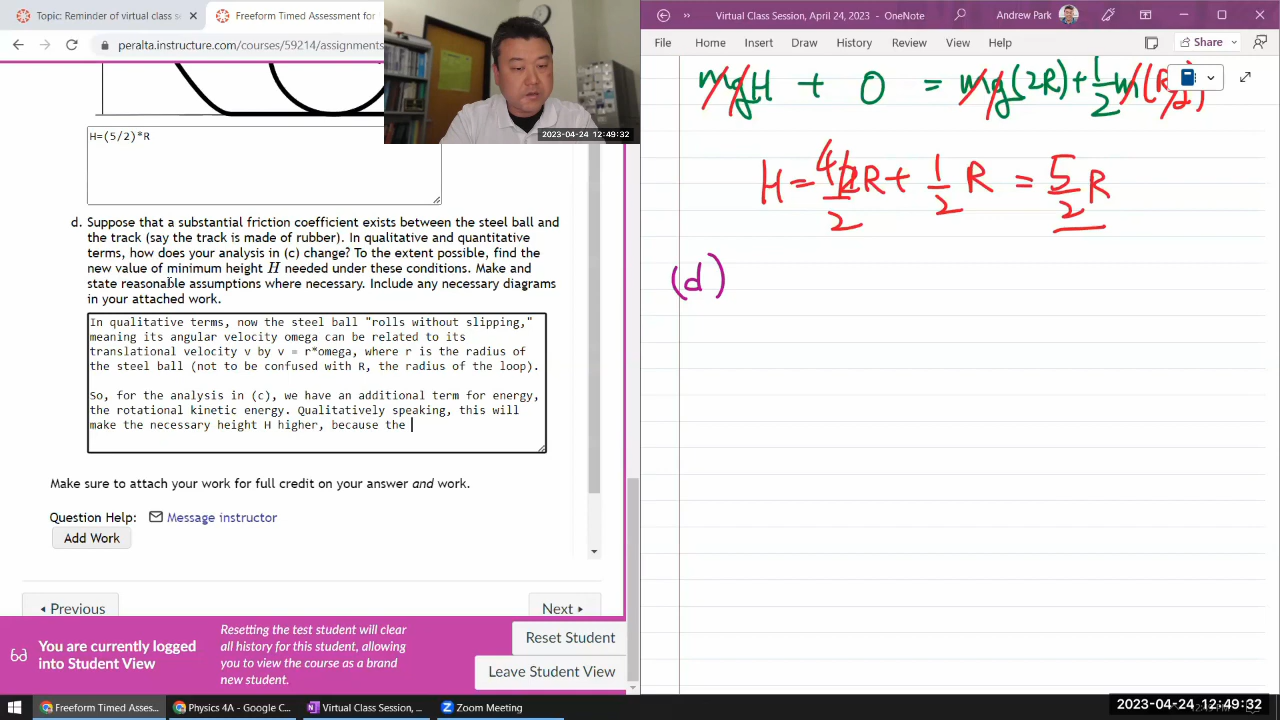 Topic: Reminder of virtual class se
Freeform Timed Assessment for
peralta.instructure.com/courses/59214/assignments
2023-04-24 12:49:32
H=(5/2)*R
d. Suppose that a substantial friction coefficient exists between the steel ball and
the track (say the track is made of rubber). In qualitative and quantitative
terms, how does your analysis in (c) change? To the extent possible, find the
new value of minimum height H needed under these conditions. Make and
state reasonable assumptions where necessary. Include any necessary diagrams
in your attached work.
In qualitative terms, now the steel ball "rolls without slipping,"
meaning its angular velocity omega can be related to its
translational velocity v by v = r*omega, where r is the radius of
the steel ball (not to be confused with R, the radius of the loop).
So, for the analysis in (c), we have an additional term for energy,
the rotational kinetic energy. Qualitatively speaking, this will
make the necessary height H higher, because the
Make sure to attach your work for full credit on your answer and work.
Question Help: Message instructor
Add Work
Previous
Next
You are currently logged
into Student View
Resetting the test student will clear
all history for this student, allowing
you to view the course as a brand
new student.
Reset Student
Leave Student View
Virtual Class Session, April 24, 2023 - OneNote
Andrew Park
File Home Insert Draw History Review View Help
Share
mgH + 0 = mg(2R) + 1/2 m
H = 4/2 R + 1/2 R = 5/2 R
(d)
Freeform Timed Asses...
Physics 4A - Google C...
Virtual Class Session, ...
Zoom Meeting
2023-04-24 12:49:32